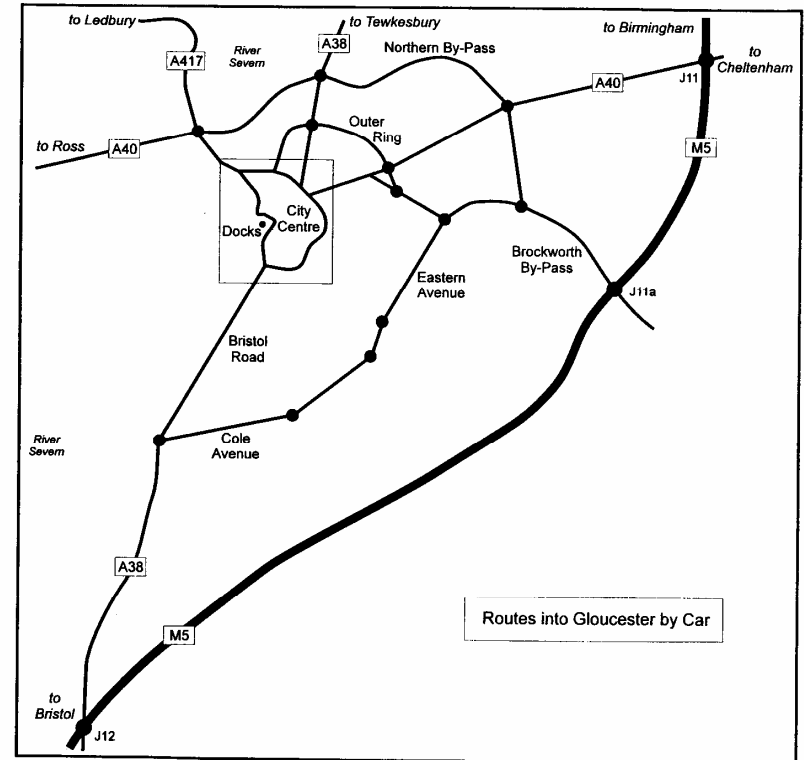 to Ledbury
to Tewkesbury
to Birmingham
A38
River
Severn
Northern By-Pass
to
Cheltenham
A417
J11
A40
Outer
Ring
to Ross
A40
M5
City
Centre
Docks
Brockworth
By-Pass
Eastern
Avenue
J11a
Bristol
Road
River
Severn
Cole
Avenue
A38
Routes into Gloucester by Car
M5
to
Bristol
J12